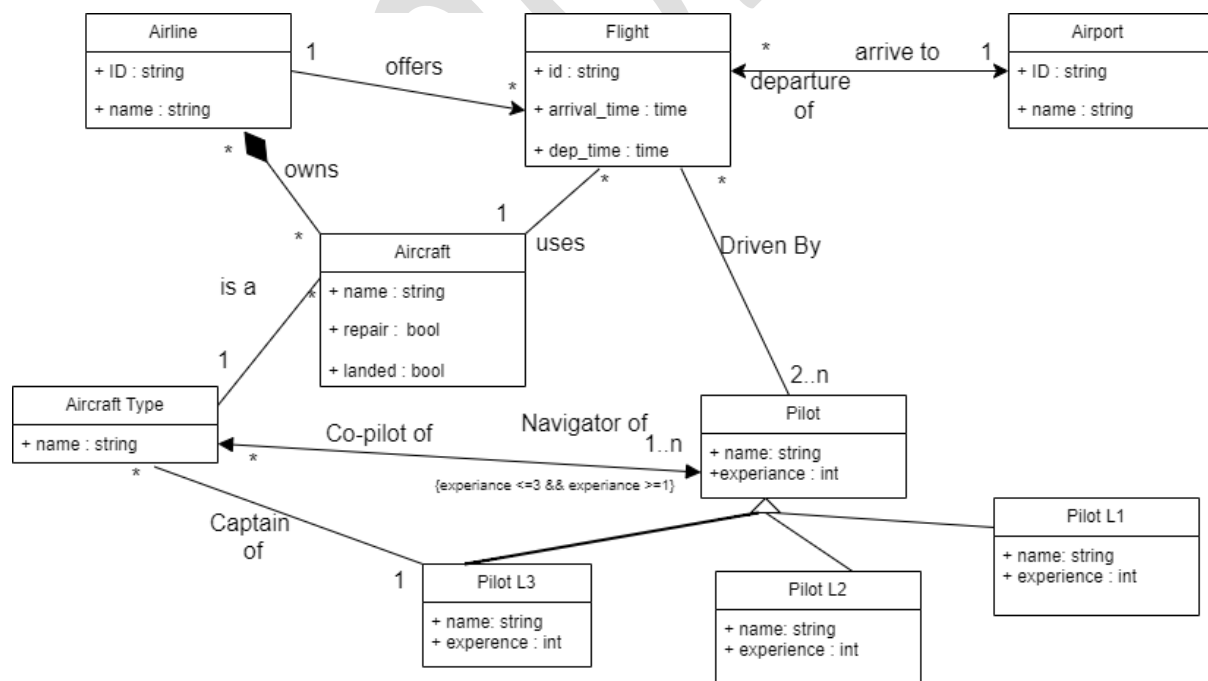 Airline
+ ID : string
+ name : string
1
offers
*
Flight
+ id : string
+ arrival_time : time
+ dep_time : time
*
arrive to
1
departure
of
Airport
+ ID : string
+ name : string
*
owns
*
*
*
1
uses
Aircraft
+ name : string
+ repair : bool
+ landed : bool
Driven By
is a
*
1
2..n
Aircraft Type
+ name : string
*
Co-pilot of
*
Navigator of
1..n
{experiance <=3 && experiance >=1}
Pilot
+ name: string
+experiance : int
Captain
of
1
Pilot L3
+ name: string
+ experence : int
Pilot L2
+ name: string
+ experience : int
Pilot L1
+ name: string
+ experience : int